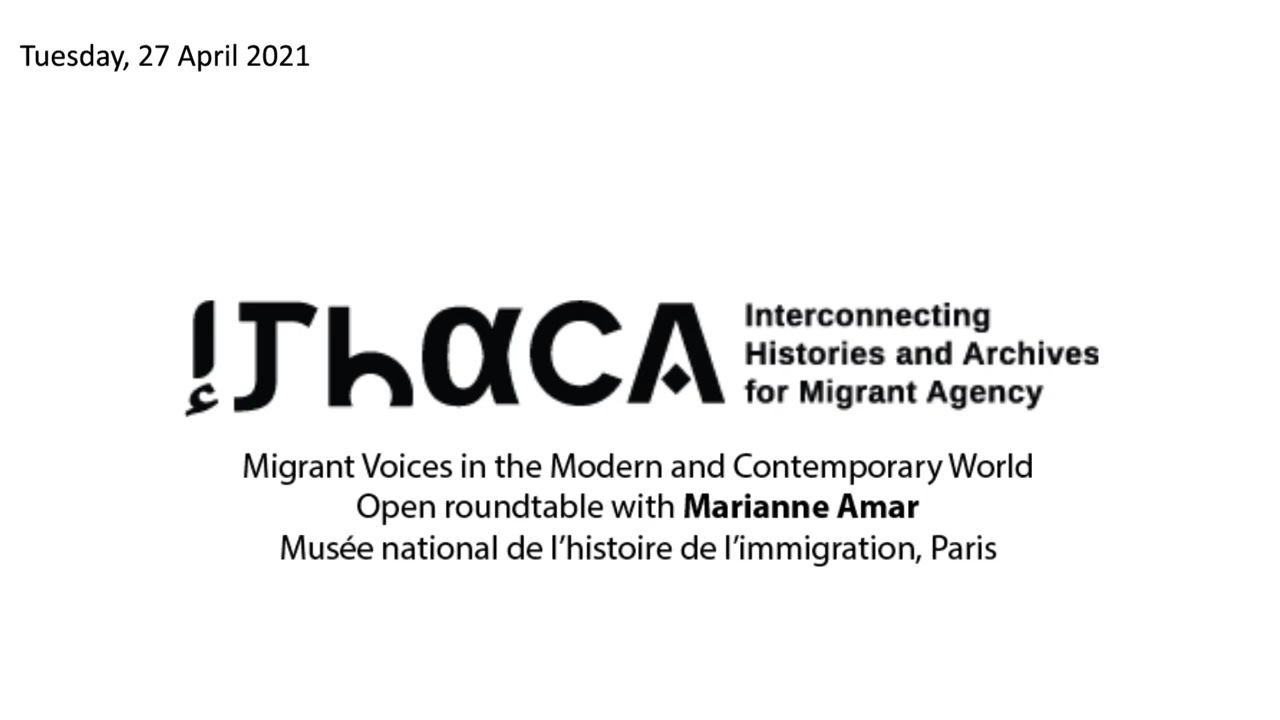 Tuesday, 27 April 2021
IThaCA
Interconnecting
Histories and Archives
for Migrant Agency
Migrant Voices in the Modern and Contemporary World
Open roundtable with Marianne Amar
Musée national de l’histoire de l’immigration, Paris